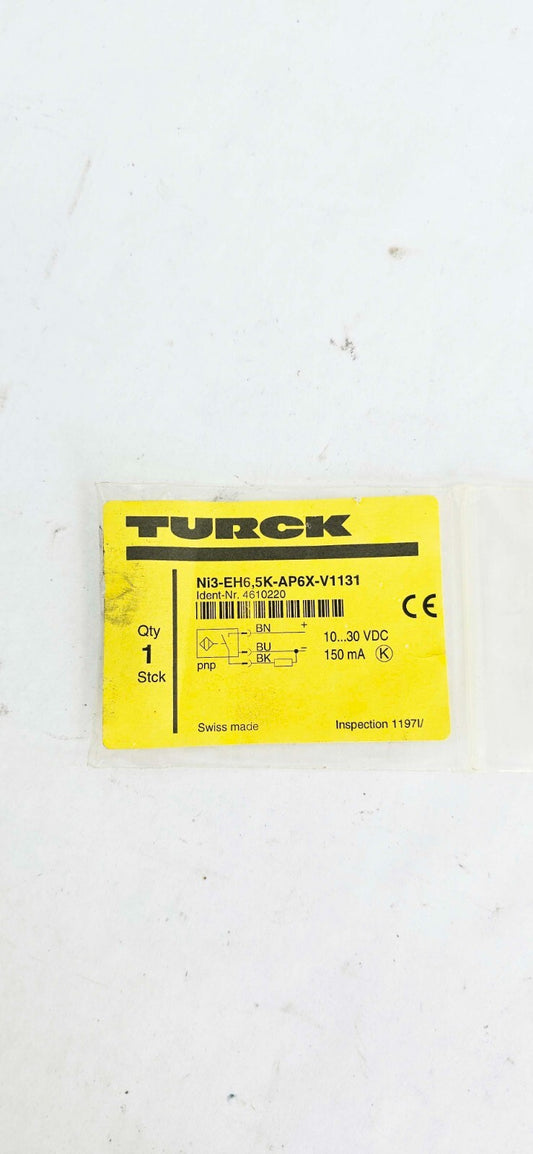 TURCK
Ni3-EH6,5K-AP6X-V1131
Ident-Nr. 4610220
CE
Qty
1
Stck
BN +
BU –
BK
pnp
10...30 VDC
150 mA K
Swiss made
Inspection 1197I/